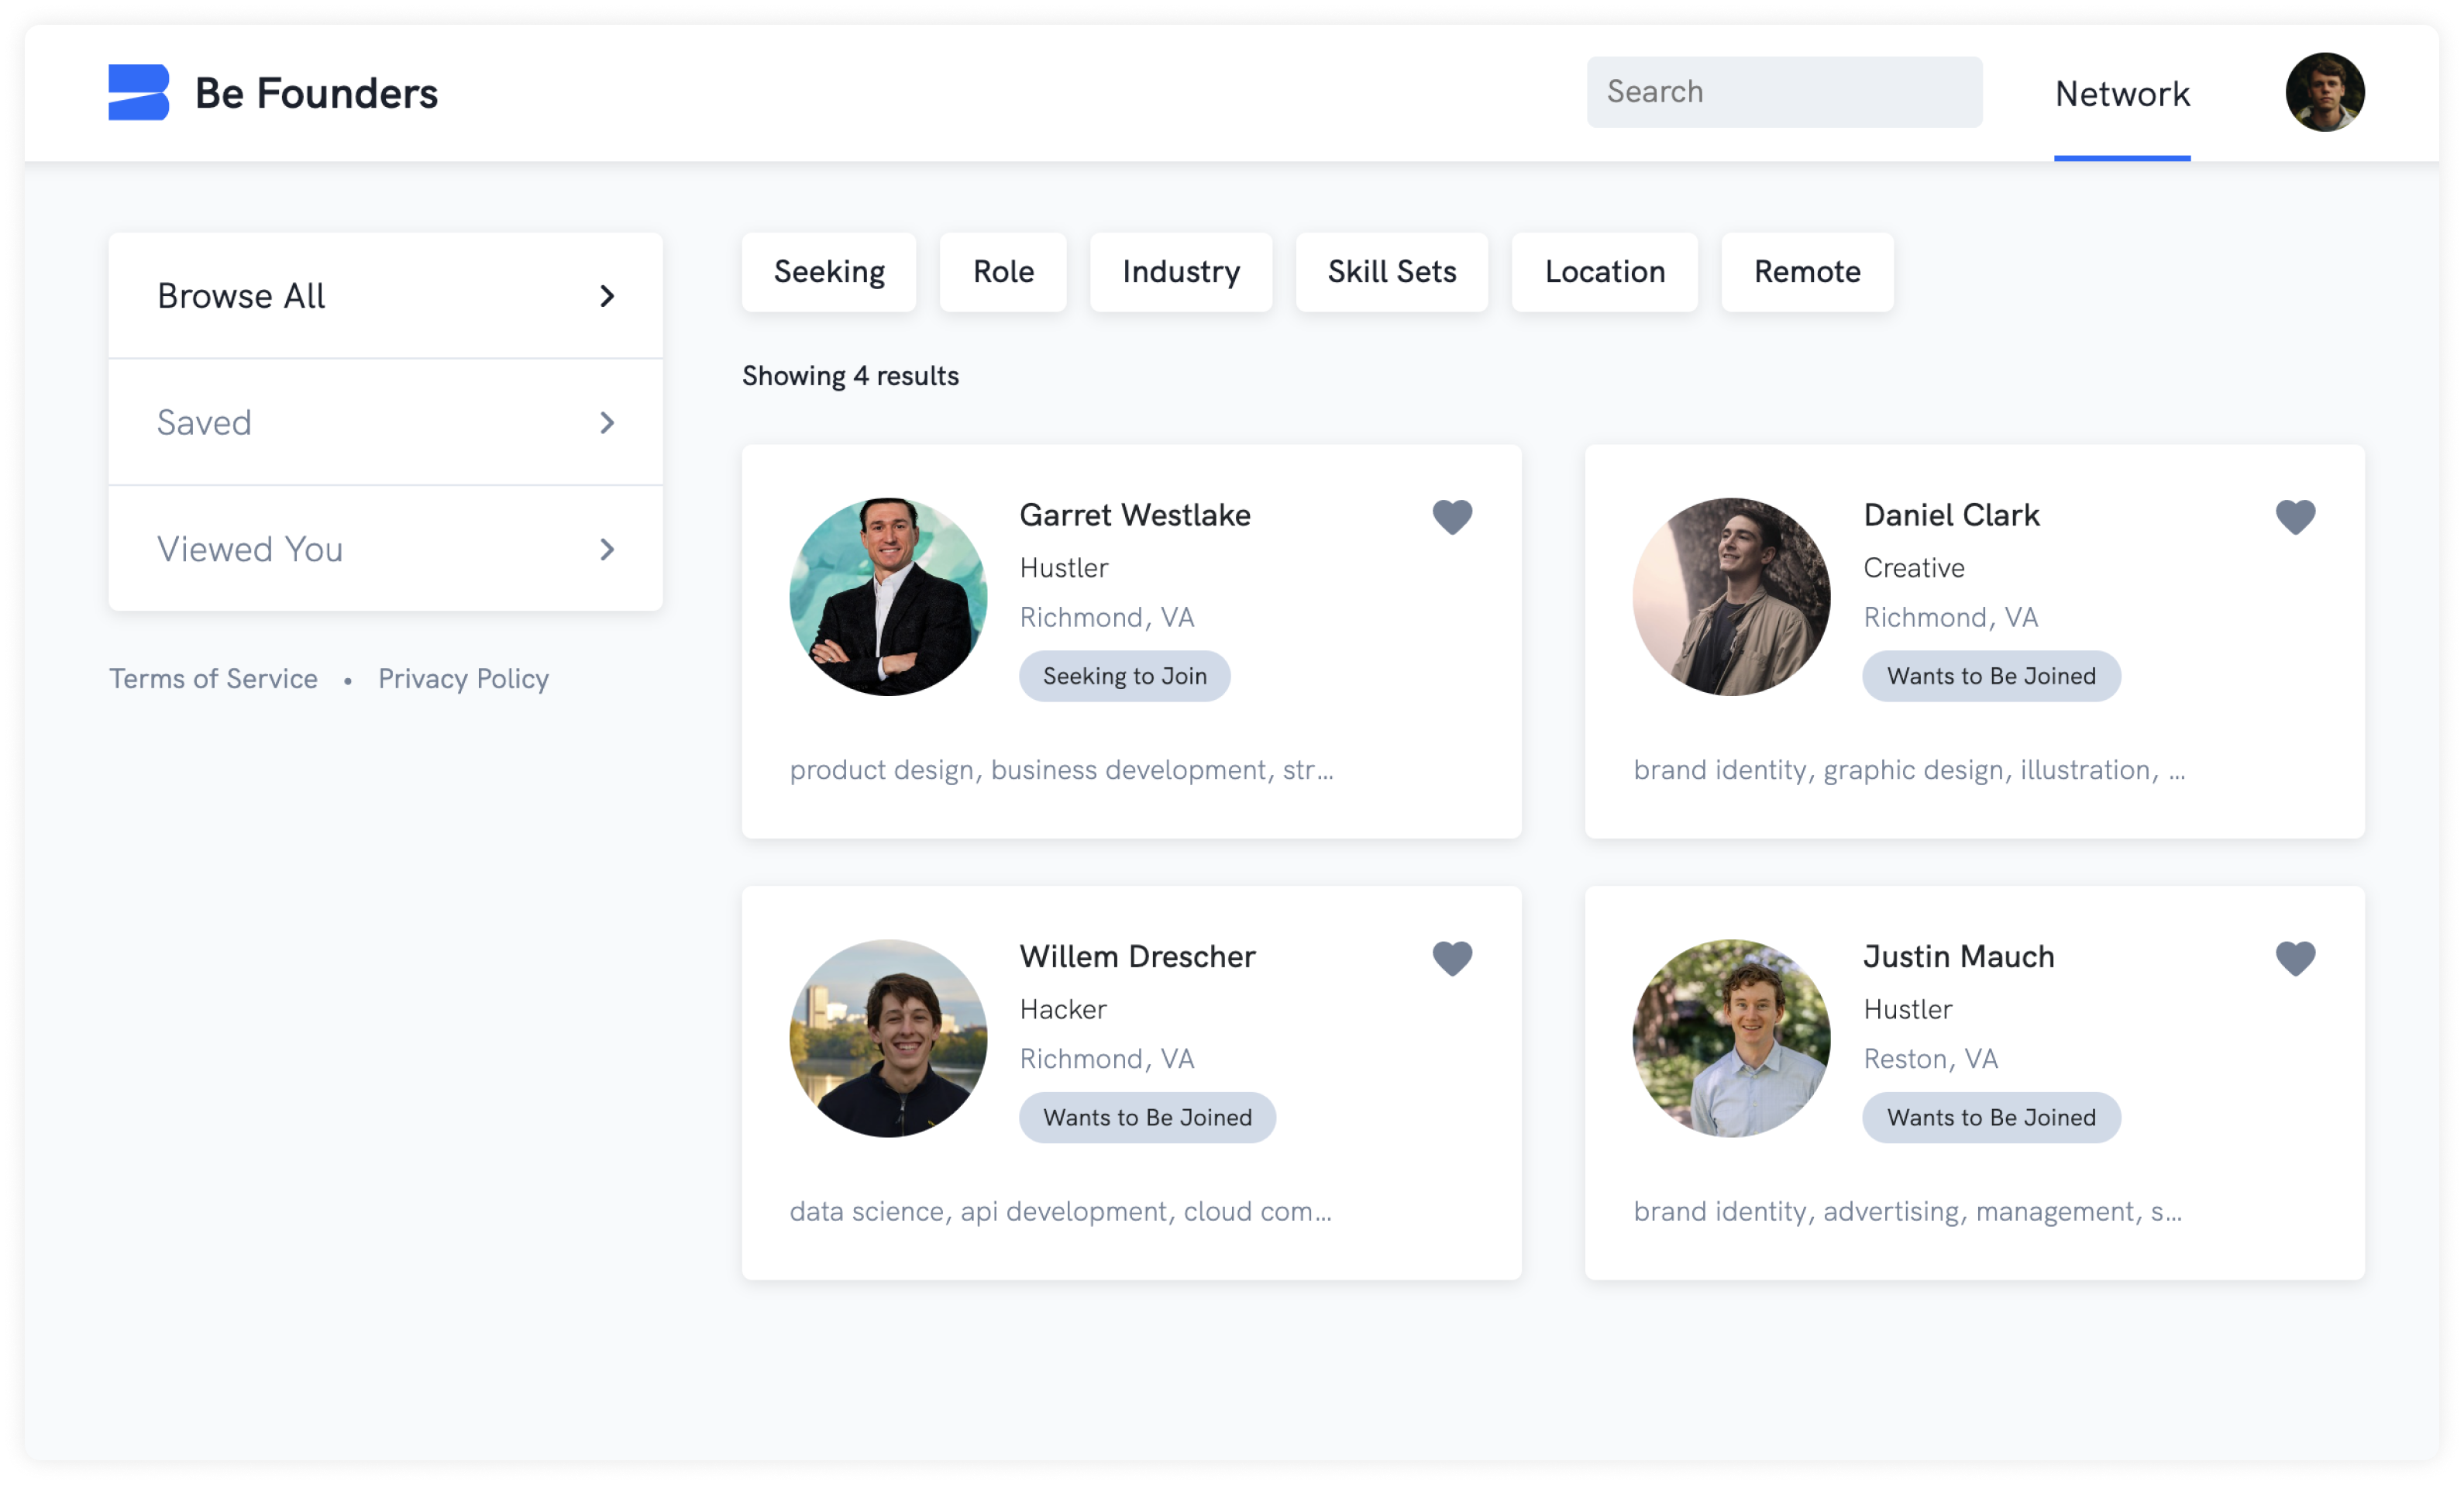 Be Founders
Search
Network
Browse All
Saved
Viewed You
Terms of Service • Privacy Policy
Seeking
Role
Industry
Skill Sets
Location
Remote
Showing 4 results
Garret Westlake
Hustler
Richmond, VA
Seeking to Join
product design, business development, str...
Daniel Clark
Creative
Richmond, VA
Wants to Be Joined
brand identity, graphic design, illustration, ...
Willem Drescher
Hacker
Richmond, VA
Wants to Be Joined
data science, api development, cloud com...
Justin Mauch
Hustler
Reston, VA
Wants to Be Joined
brand identity, advertising, management, s...